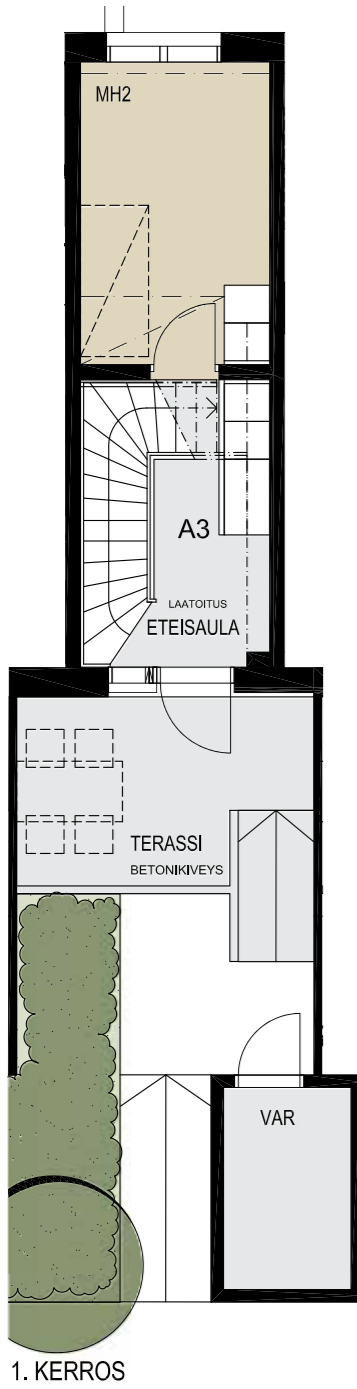 MH2
A3
LAATOITUS
ETEISAULA
TERASSI
BETONIKIVEYS
VAR
1. KERROS